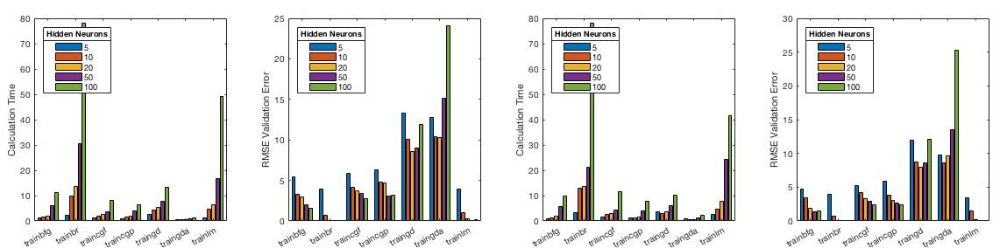 80
70
60
50
40
30
20
10
0
Calculation Time
Hidden Neurons
5
10
20
50
100
trainbfg
trainbr
traincgf
traincgp
traingd
traingda
trainlm
25
20
15
10
5
0
RMSE Validation Error
Hidden Neurons
5
10
20
50
100
trainbfg
trainbr
traincgf
traincgp
traingd
traingda
trainlm
80
70
60
50
40
30
20
10
0
Calculation Time
Hidden Neurons
5
10
20
50
100
trainbfg
trainbr
traincgf
traincgp
traingd
traingda
trainlm
30
25
20
15
10
5
0
RMSE Validation Error
Hidden Neurons
5
10
20
50
100
trainbfg
trainbr
traincgf
traincgp
traingd
traingda
trainlm